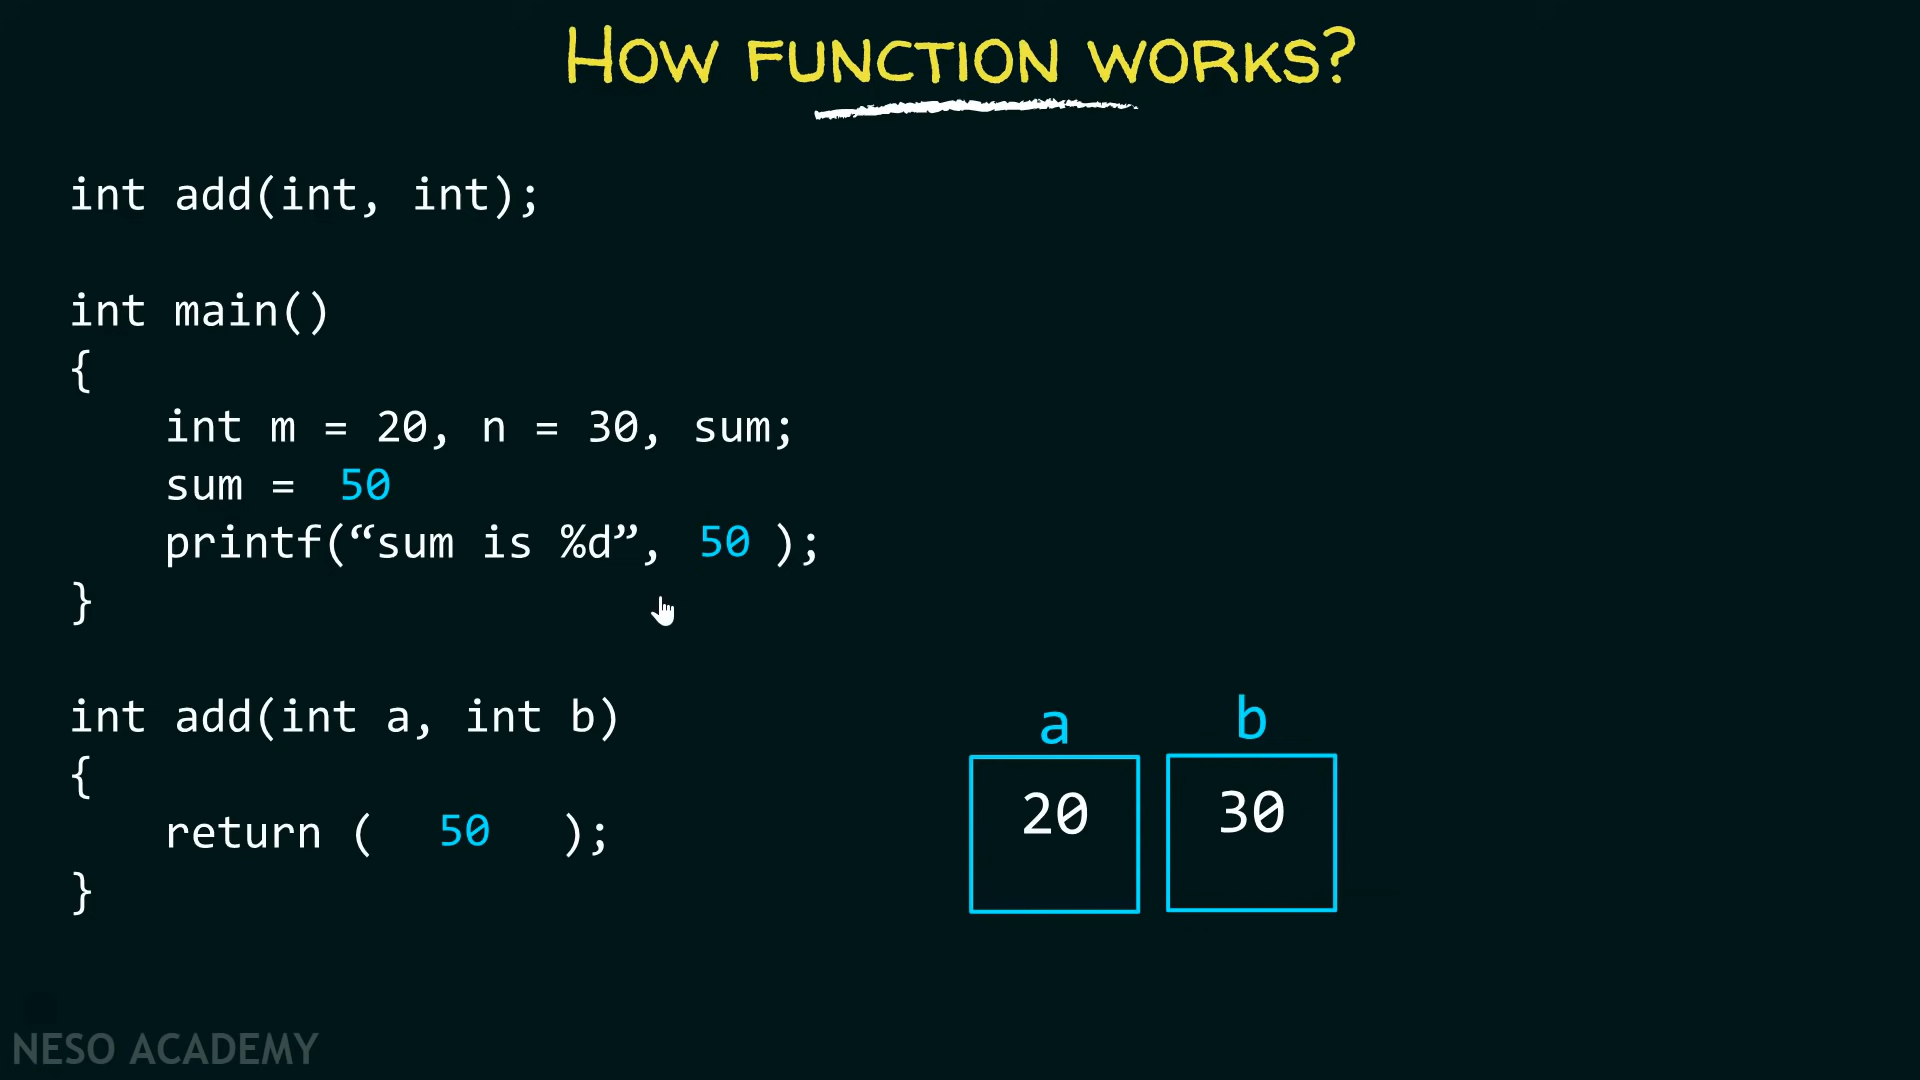 HOW FUNCTION WORKS?
int add(int, int);
int main()
{
int m = 20, n = 30, sum;
sum = 50
printf(“sum is %d”, 50 );
}
int add(int a, int b)
{
return ( 50 );
}
a b
20 30
NESO ACADEMY